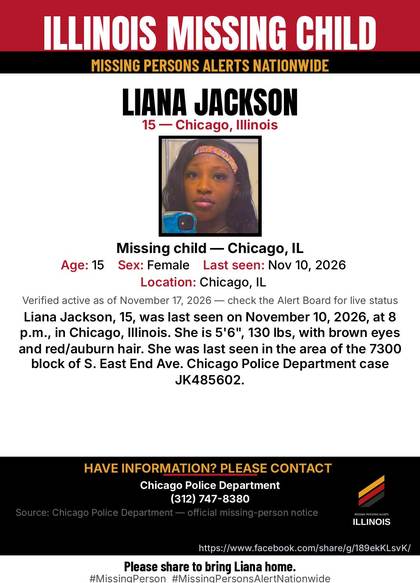 ILLINOIS MISSING CHILD
MISSING PERSONS ALERTS NATIONWIDE
LIANA JACKSON
15 — Chicago, Illinois
Missing child — Chicago, IL
Age: 15 Sex: Female Last seen: Nov 10, 2026
Location: Chicago, IL
Verified active as of November 17, 2026 — check the Alert Board for live status
Liana Jackson, 15, was last seen on November 10, 2026, at 8
p.m., in Chicago, Illinois. She is 5'6", 130 lbs, with brown eyes
and red/auburn hair. She was last seen in the area of the 7300
block of S. East End Ave. Chicago Police Department case
JK485602.
HAVE INFORMATION? PLEASE CONTACT
Chicago Police Department
(312) 747-8380
Source: Chicago Police Department — official missing-person notice
MISSING PERSONS ALERTS
ILLINOIS
https://www.facebook.com/share/g/189ekKLsvK/
Please share to bring Liana home.
#MissingPerson #MissingPersonsAlertNationwide